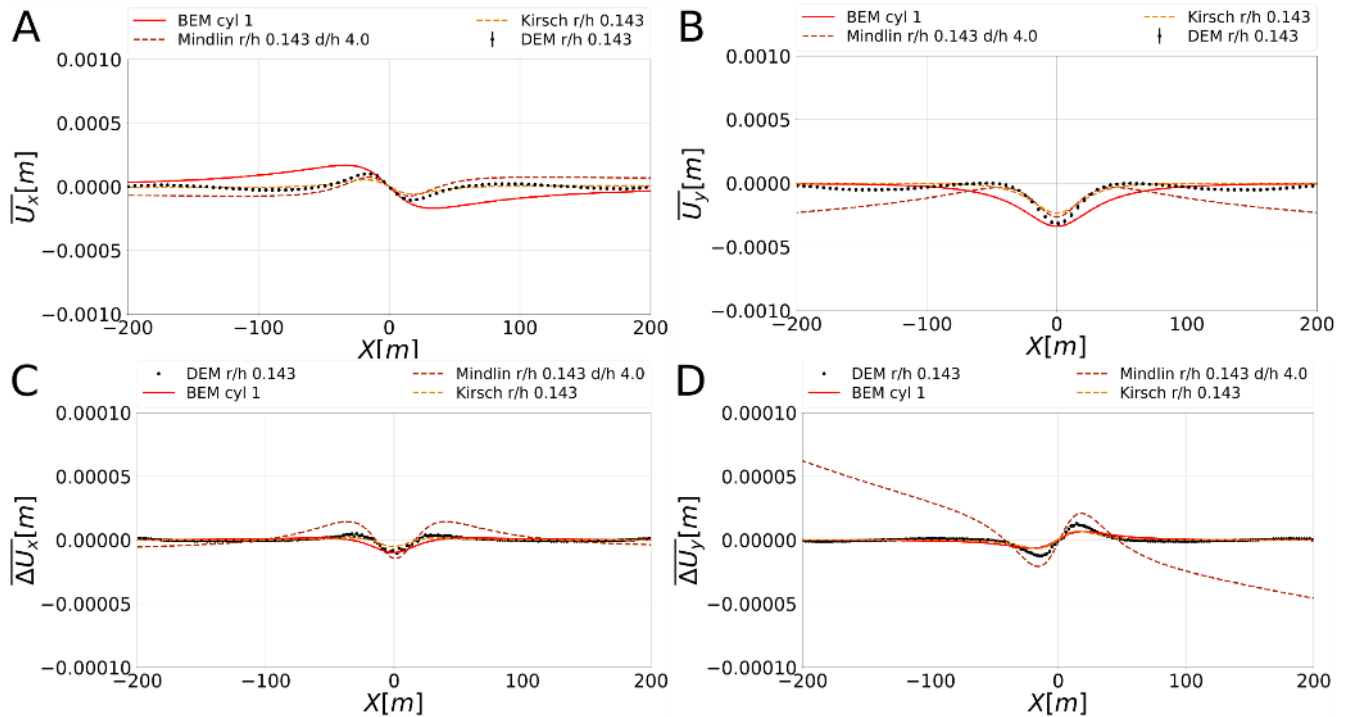 A
BEM cyl 1 Kirsch r/h 0.143
Mindlin r/h 0.143 d/h 4.0 DEM r/h 0.143
0.0010
0.0005
0.0000
−0.0005
−0.0010
U̅x[m]
−200 −100 0 100 200
X[m]
B
BEM cyl 1 Kirsch r/h 0.143
Mindlin r/h 0.143 d/h 4.0 DEM r/h 0.143
0.0010
0.0005
0.0000
−0.0005
−0.0010
U̅y[m]
−200 −100 0 100 200
X[m]
C
DEM r/h 0.143 Mindlin r/h 0.143 d/h 4.0
BEM cyl 1 Kirsch r/h 0.143
0.00010
0.00005
0.00000
−0.00005
−0.00010
Δ̅U̅x[m]
−200 −100 0 100 200
X[m]
D
DEM r/h 0.143 Mindlin r/h 0.143 d/h 4.0
BEM cyl 1 Kirsch r/h 0.143
0.00010
0.00005
0.00000
−0.00005
−0.00010
Δ̅U̅y[m]
−200 −100 0 100 200
X[m]